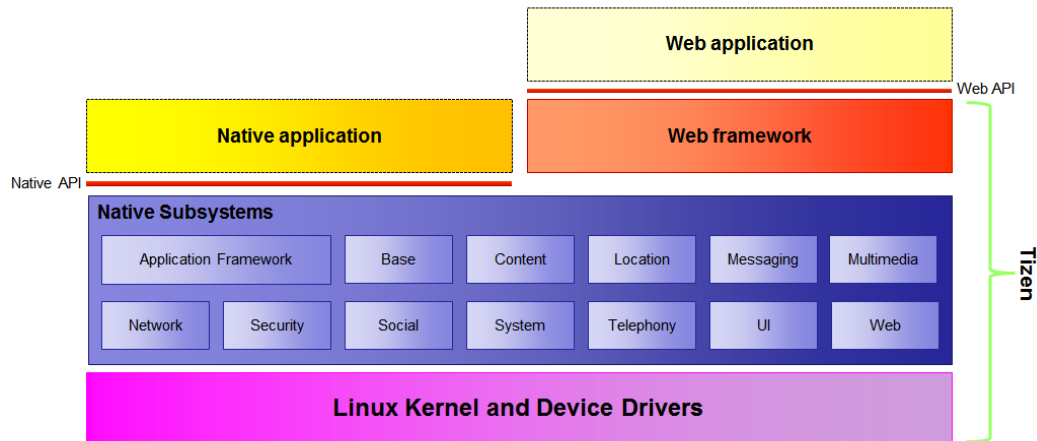 Web application
Web API
Native application
Web framework
Native API
Native Subsystems
Application Framework
Base
Content
Location
Messaging
Multimedia
Network
Security
Social
System
Telephony
UI
Web
Tizen
Linux Kernel and Device Drivers